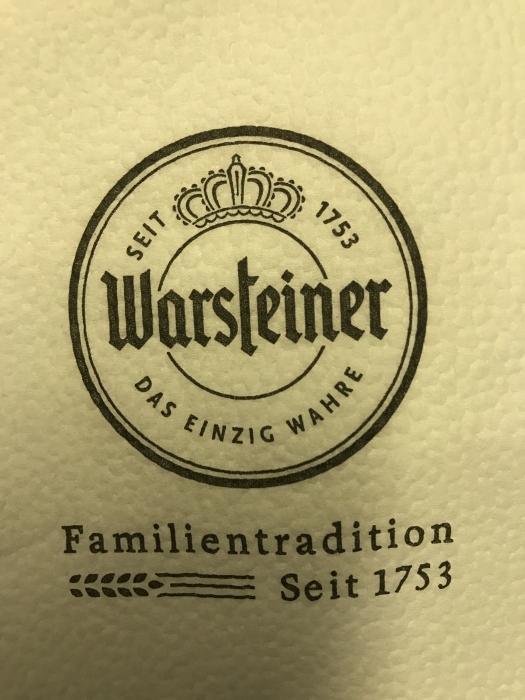 SEIT 1753
Warsteiner
DAS EINZIG WAHRE
Familientradition
Seit 1753